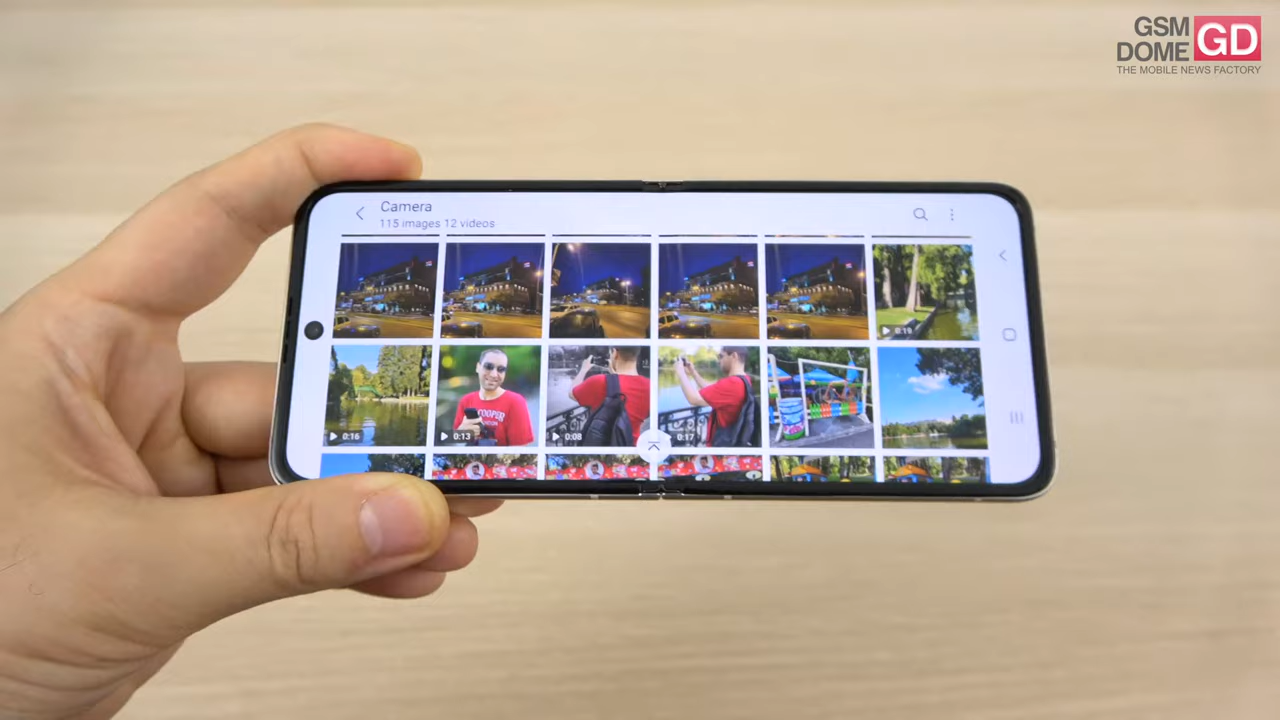 GSM
DOME
GD
THE MOBILE NEWS FACTORY
Camera
115 images 12 videos
0:19
0:16
0:13
0:08
0:17